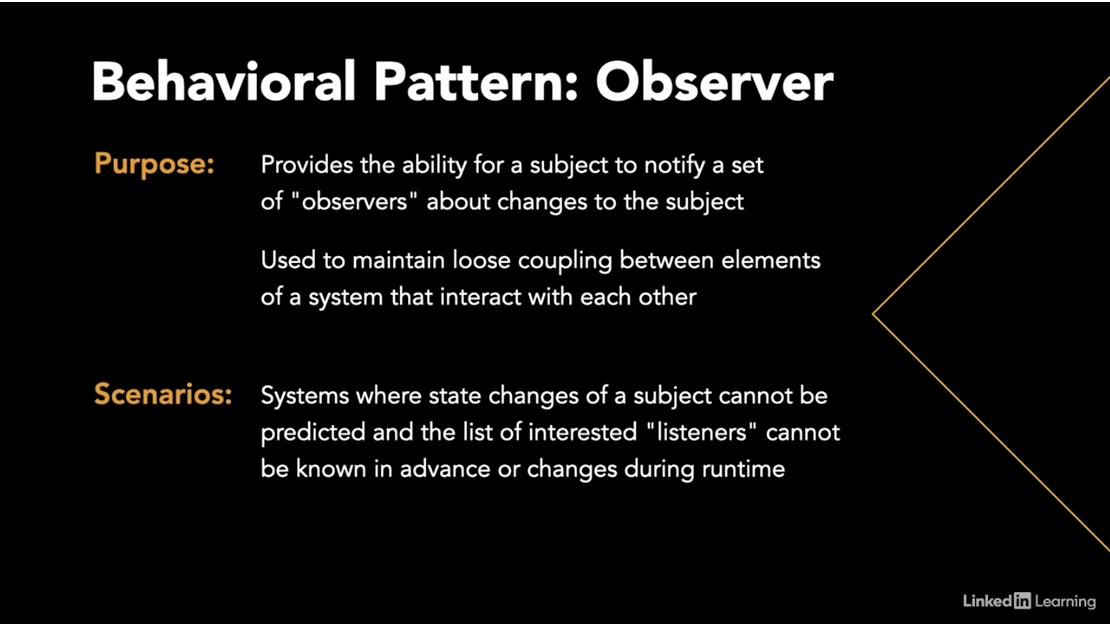 Behavioral Pattern: Observer
Purpose:
Provides the ability for a subject to notify a set
of "observers" about changes to the subject
Used to maintain loose coupling between elements
of a system that interact with each other
Scenarios:
Systems where state changes of a subject cannot be
predicted and the list of interested "listeners" cannot
be known in advance or changes during runtime
Linked in Learning